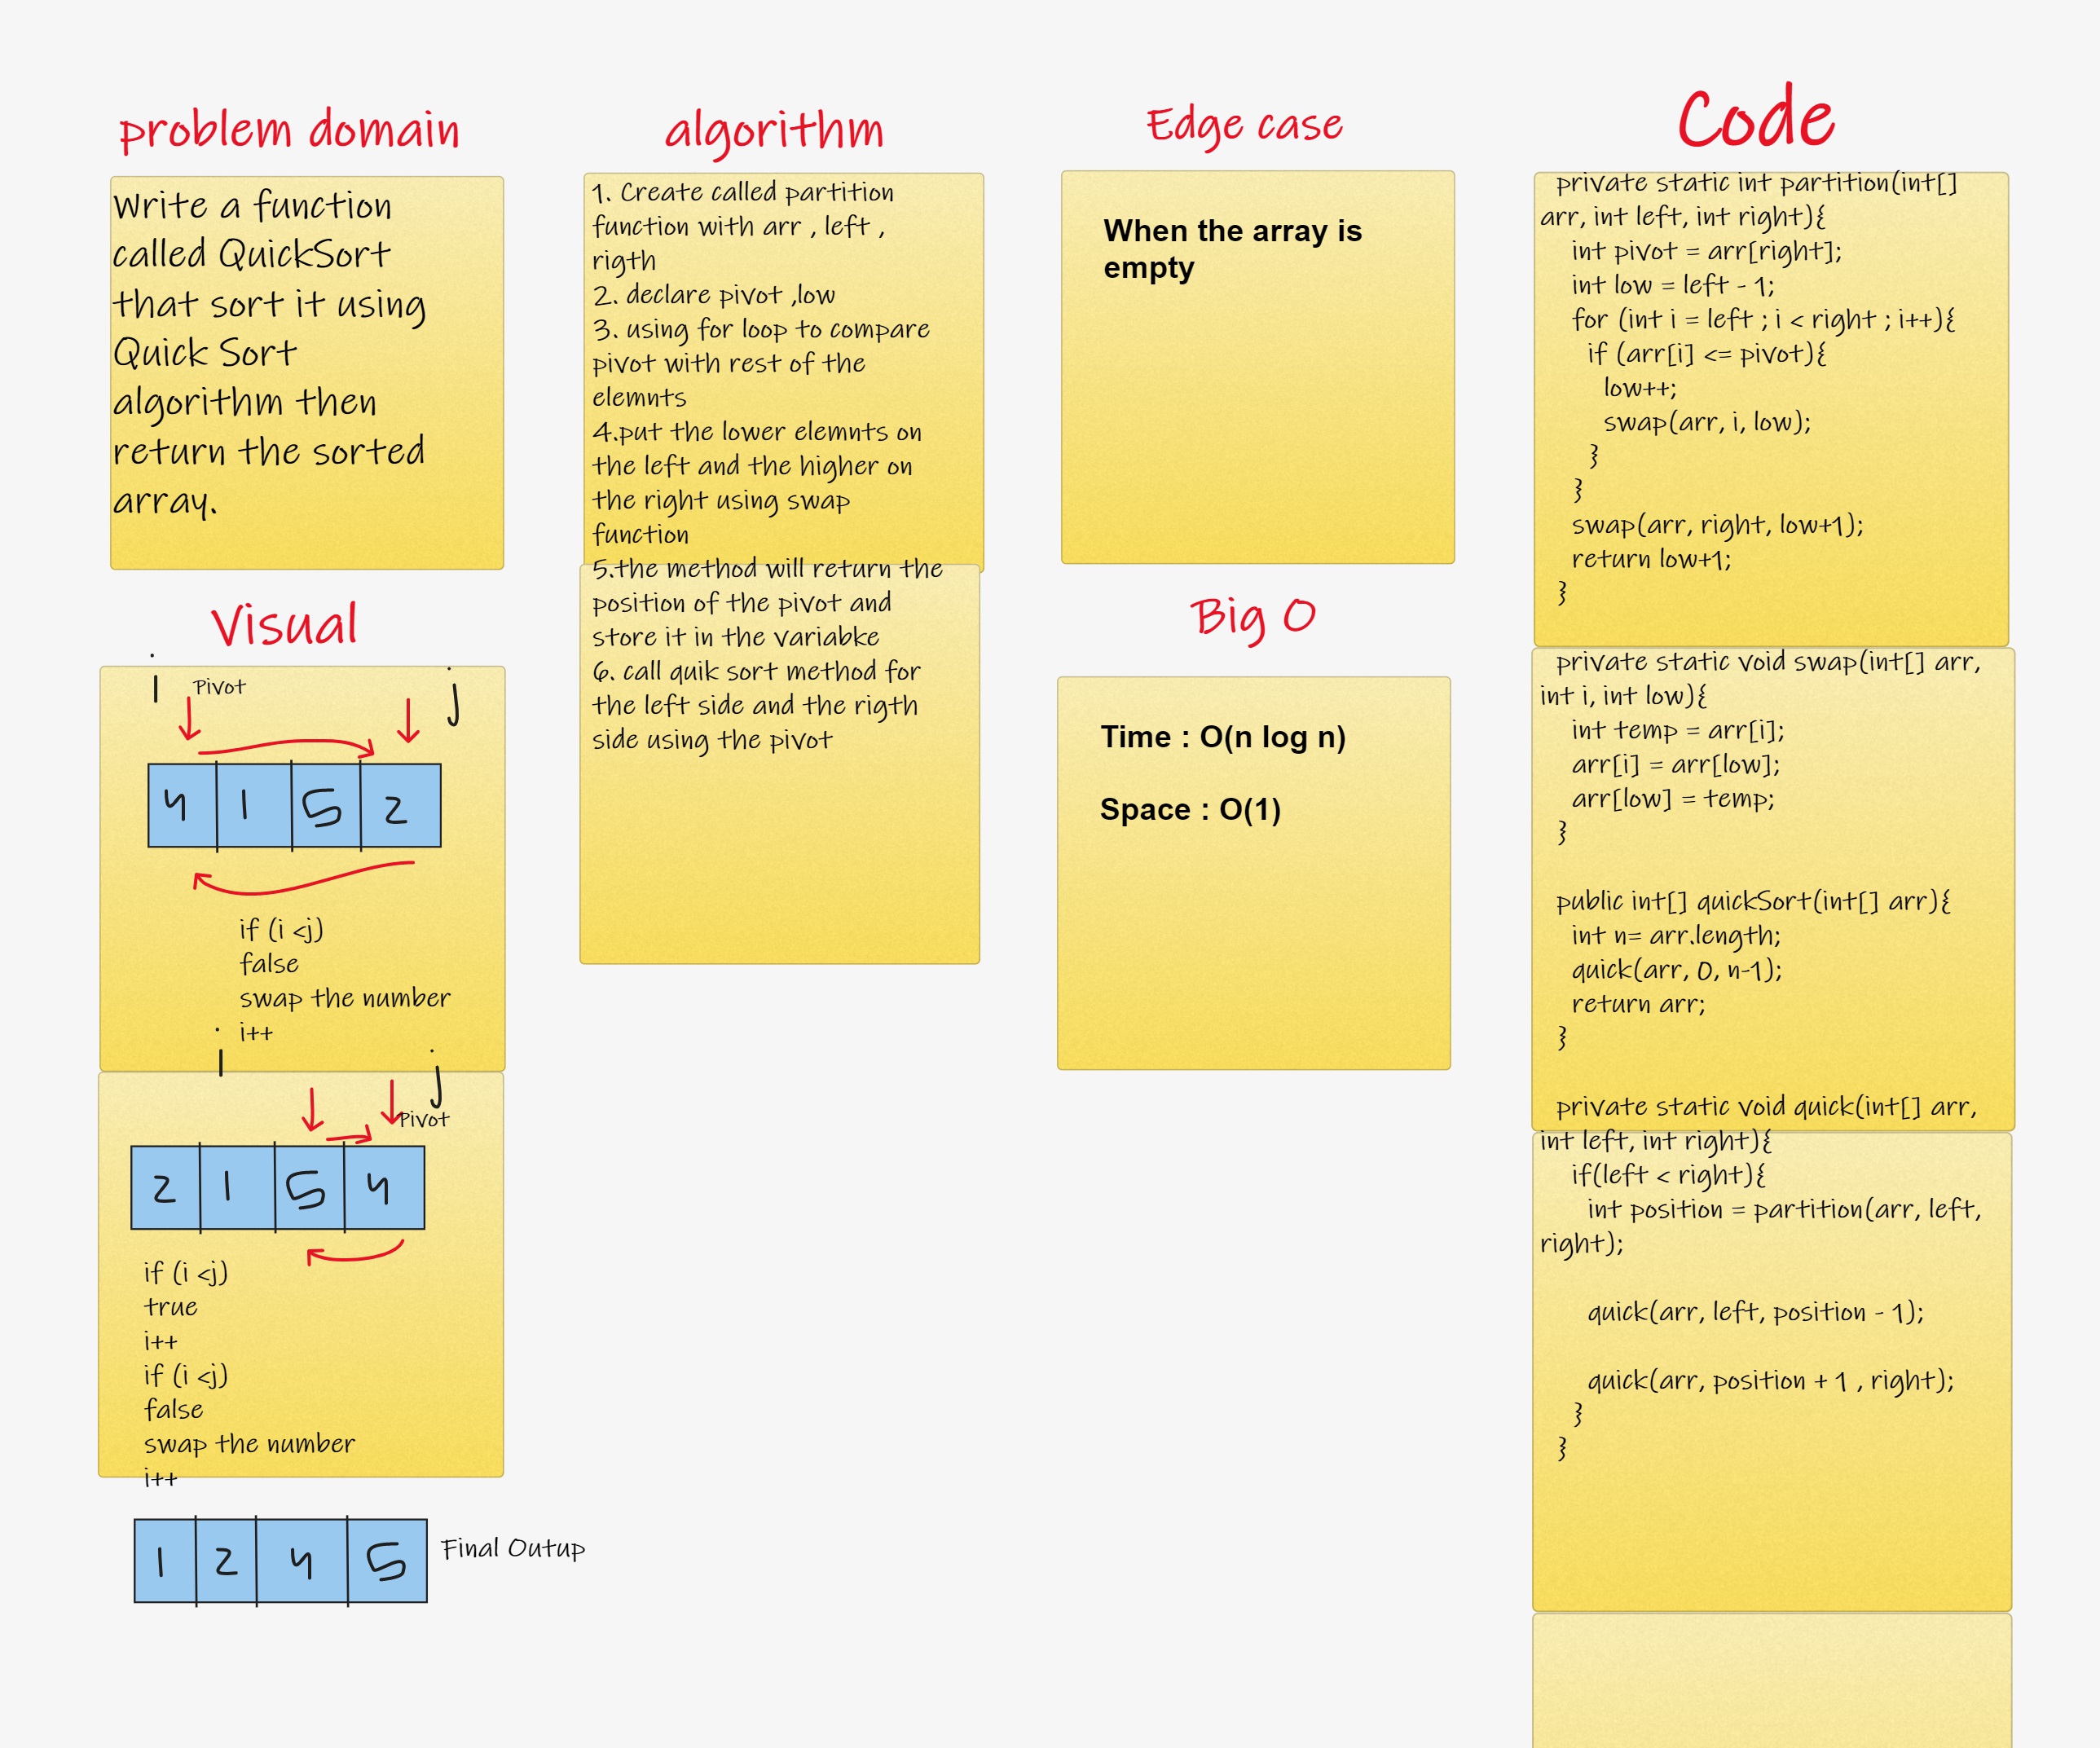 problem domain
Write a function
called QuickSort
that sort it using
Quick Sort
algorithm then
return the sorted
array.
Visual
i
j
Pivot
4 1 5 2
if (i <j)
false
swap the number
i++
i
j
Pivot
2 1 5 4
if (i <j)
true
i++
if (i <j)
false
swap the number
i++
1 2 4 5
Final Outup
algorithm
1. Create called partition
function with arr , left ,
rigth
2. declare pivot ,low
3. using for loop to compare
pivot with rest of the
elemnts
4.put the lower elemnts on
the left and the higher on
the right using swap
function
5.the method will return the
position of the pivot and
store it in the variabke
6. call quik sort method for
the left side and the rigth
side using the pivot
Edge case
When the array is
empty
Big O
Time : O(n log n)
Space : O(1)
Code
private static int partition(int[]
arr, int left, int right){
int pivot = arr[right];
int low = left - 1;
for (int i = left ; i < right ; i++){
if (arr[i] <= pivot){
low++;
swap(arr, i, low);
}
}
swap(arr, right, low+1);
return low+1;
}
private static void swap(int[] arr,
int i, int low){
int temp = arr[i];
arr[i] = arr[low];
arr[low] = temp;
}
public int[] quickSort(int[] arr){
int n= arr.length;
quick(arr, 0, n-1);
return arr;
}
private static void quick(int[] arr,
int left, int right){
if(left < right){
int position = partition(arr, left,
right);
quick(arr, left, position - 1);
quick(arr, position + 1 , right);
}
}